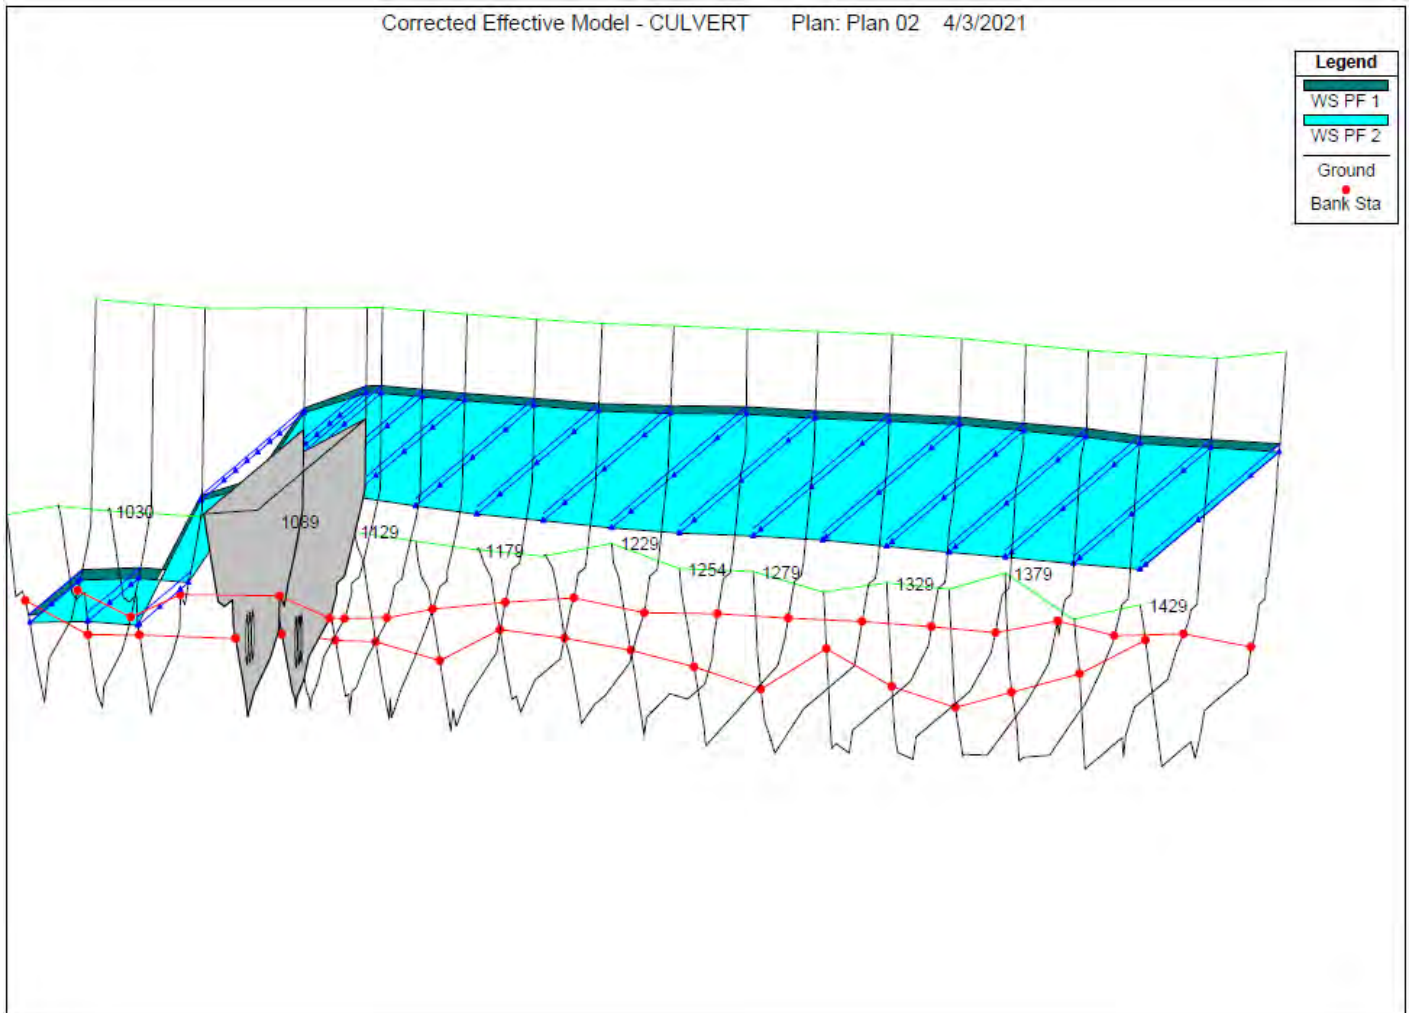 Corrected Effective Model - CULVERT Plan: Plan 02 4/3/2021
Legend
WS PF 1
WS PF 2
Ground
Bank Sta
1030
1089
1129
1179
1229
1254
1279
1329
1379
1429